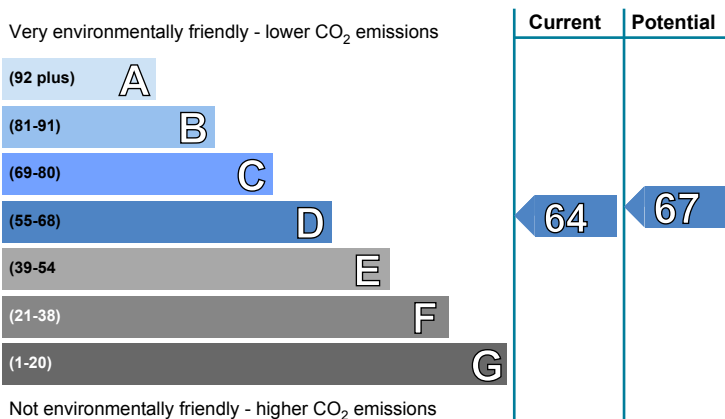 Very environmentally friendly - lower CO2 emissions
Current Potential
(92 plus) A
(81-91) B
(69-80) C
(55-68) D
64 67
(39-54 E
(21-38) F
(1-20) G
Not environmentally friendly - higher CO2 emissions